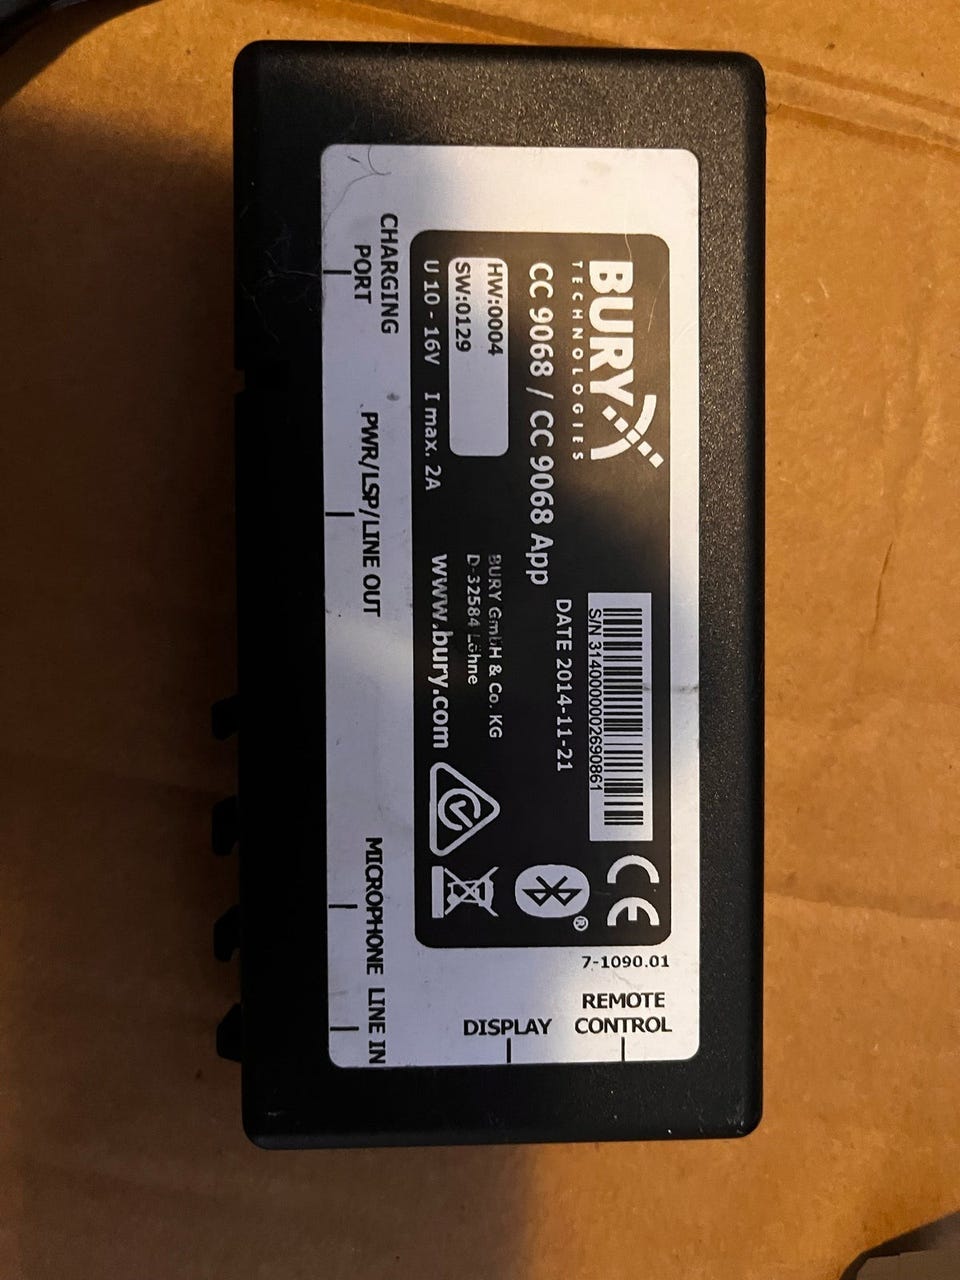 BURY
TECHNOLOGIES
CC 9068 / CC 9068 App
HW:0004
SW:0129
U 10 - 16V I max. 2A
S/N 3140000002690861
DATE 2014-11-21
BURY GmbH & Co. KG
D-32584 Löhne
www.bury.com
CE
®
CHARGING
PORT
PWR/LSP/LINE OUT
MICROPHONE LINE IN
7-1090.01
REMOTE
CONTROL
DISPLAY